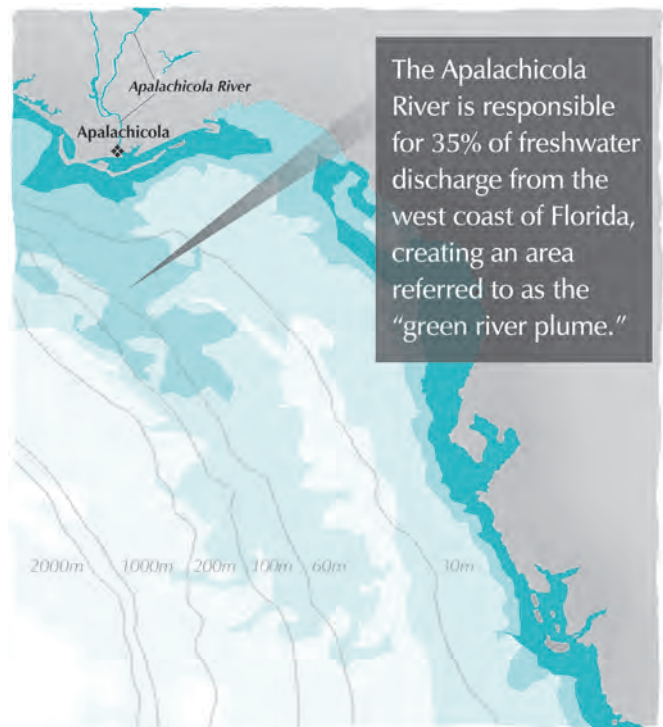 Apalachicola River
Apalachicola
The Apalachicola
River is responsible
for 35% of freshwater
discharge from the
west coast of Florida,
creating an area
referred to as the
“green river plume.”
2000m 1000m 200m 100m 60m 30m